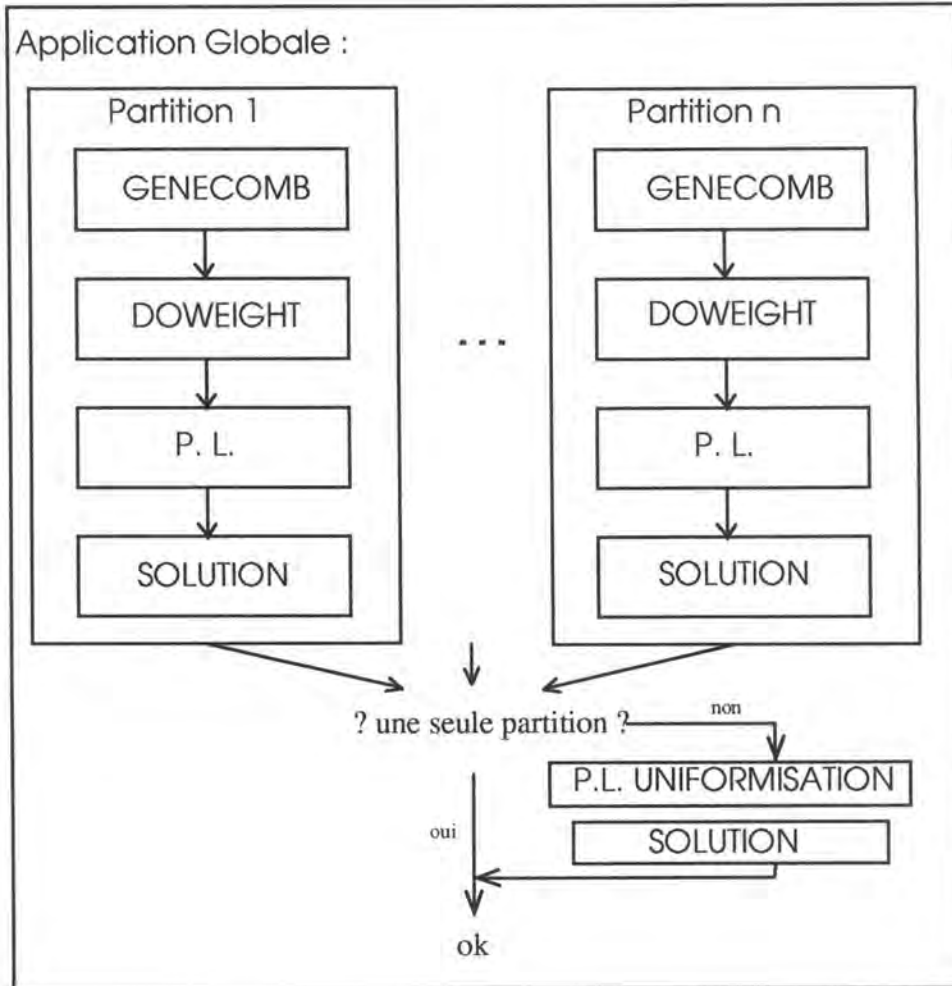 Application Globale :
Partition 1
GENECOMB
DOWEIGHT
P. L.
SOLUTION
...
Partition n
GENECOMB
DOWEIGHT
P. L.
SOLUTION
? une seule partition ?
non
P.L. UNIFORMISATION
SOLUTION
oui
ok